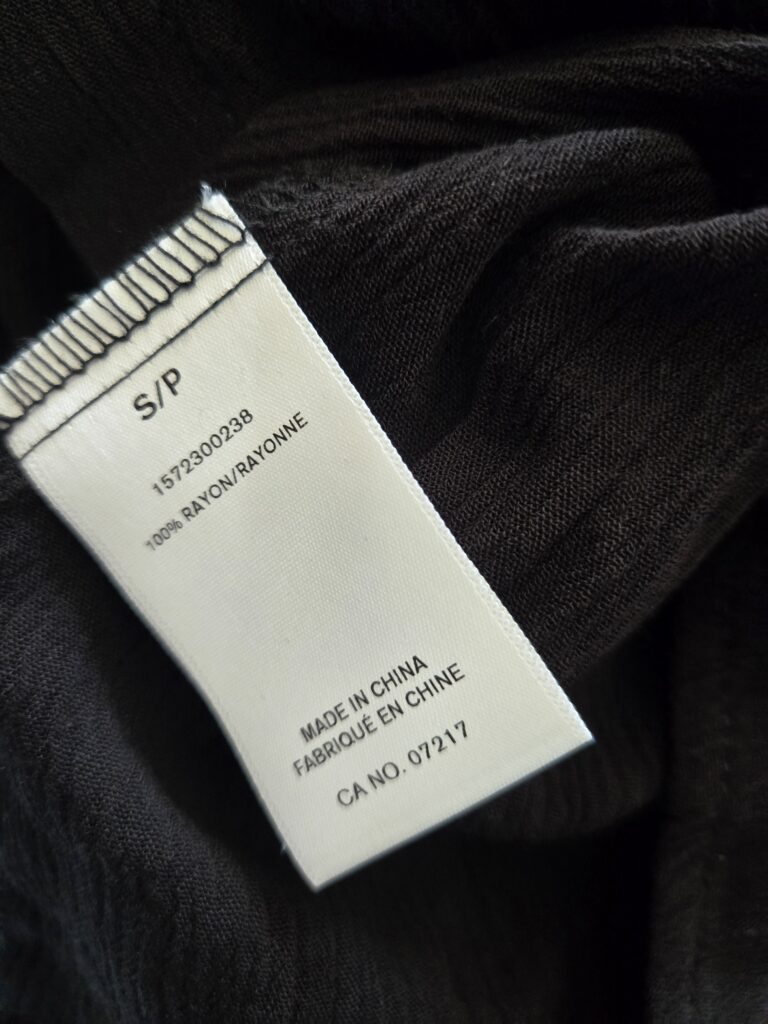 S/P
1572300238
100% RAYON/RAYONNE
MADE IN CHINA
FABRIQUÉ EN CHINE
CA NO. 07217